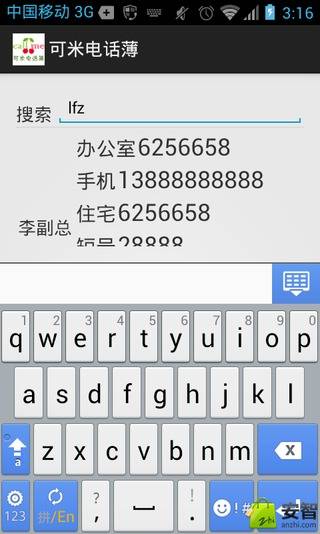 中国移动 3G 3:16
call me
可米电话薄
可米电话薄
搜索 lfz
办公室6256658
手机13888888888
住宅6256658
李副总
短号28888
1 2 3 4 5 6 7 8 9 0
q w e r t y u i o p
a s d f g h j k l
a z x c v b n m
123 拼/En ? , ! . !#
安智
anzhi.com
zhi